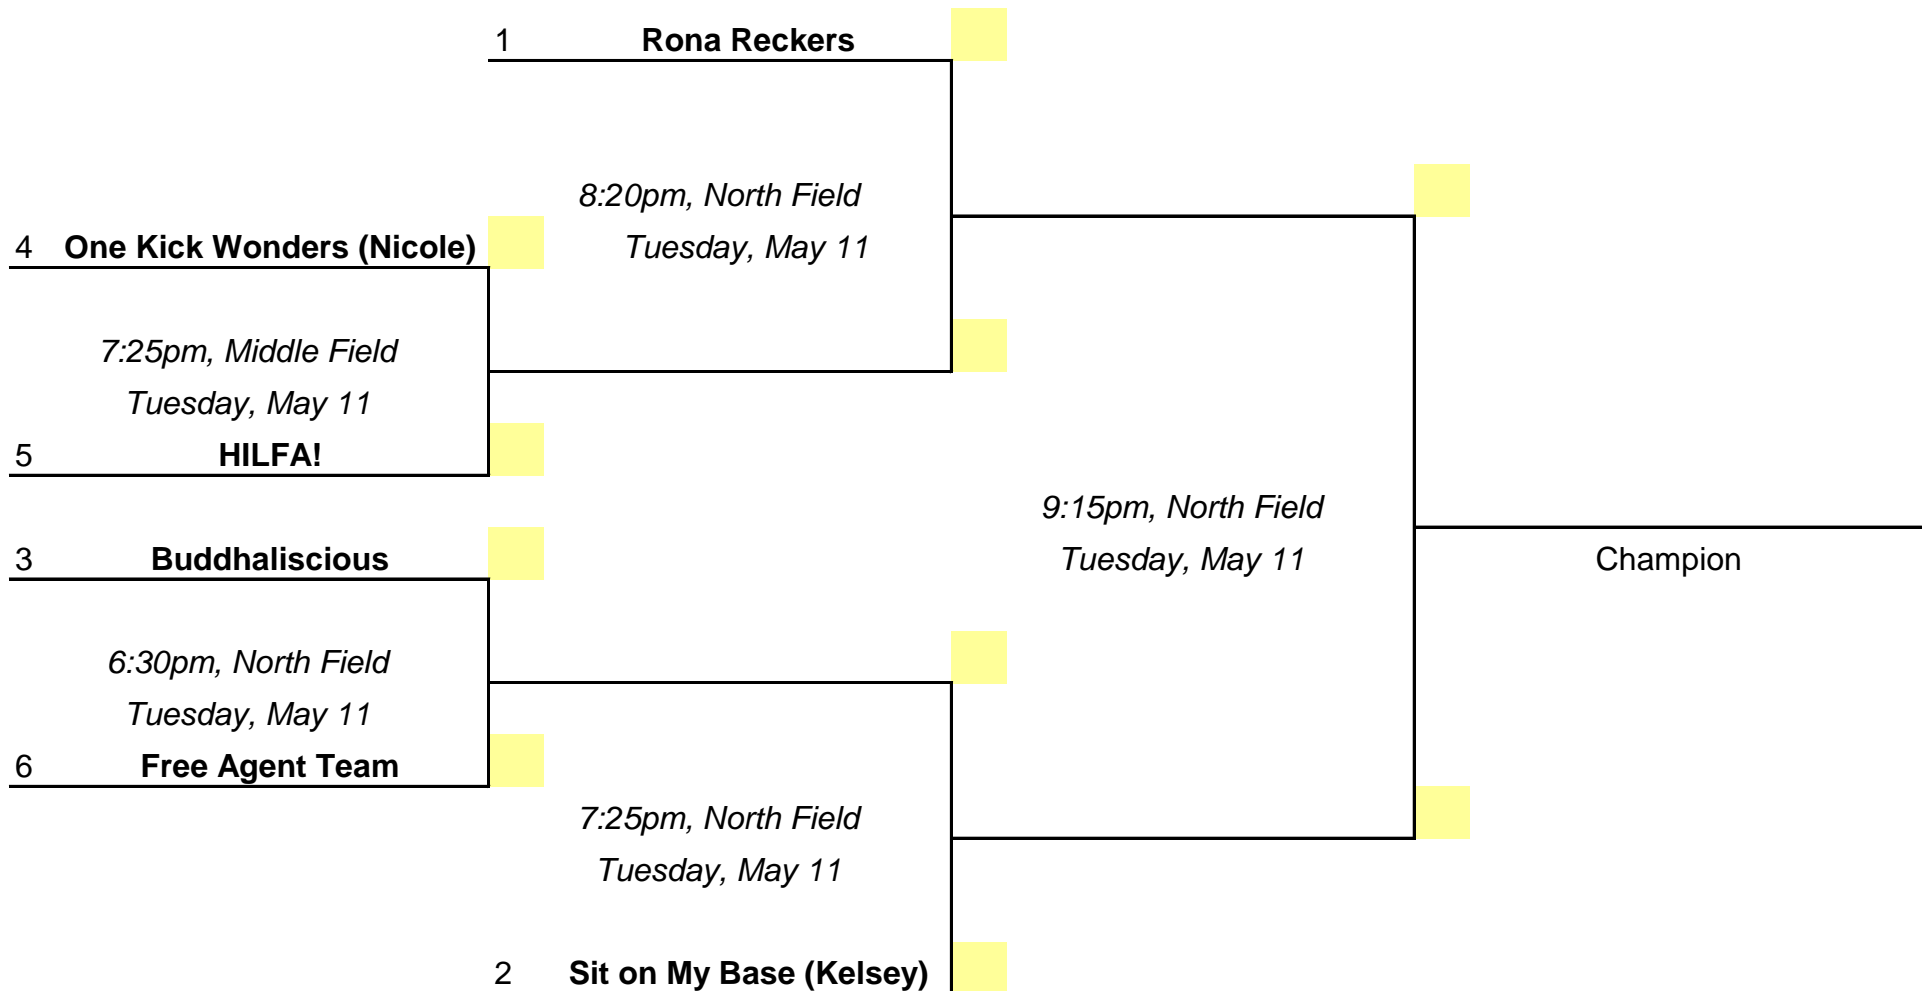 1 Rona Reckers
8:20pm, North Field
Tuesday, May 11
4 One Kick Wonders (Nicole)
7:25pm, Middle Field
Tuesday, May 11
5 HILFA!
9:15pm, North Field
Tuesday, May 11
Champion
3 Buddhaliscious
6:30pm, North Field
Tuesday, May 11
6 Free Agent Team
7:25pm, North Field
Tuesday, May 11
2 Sit on My Base (Kelsey)